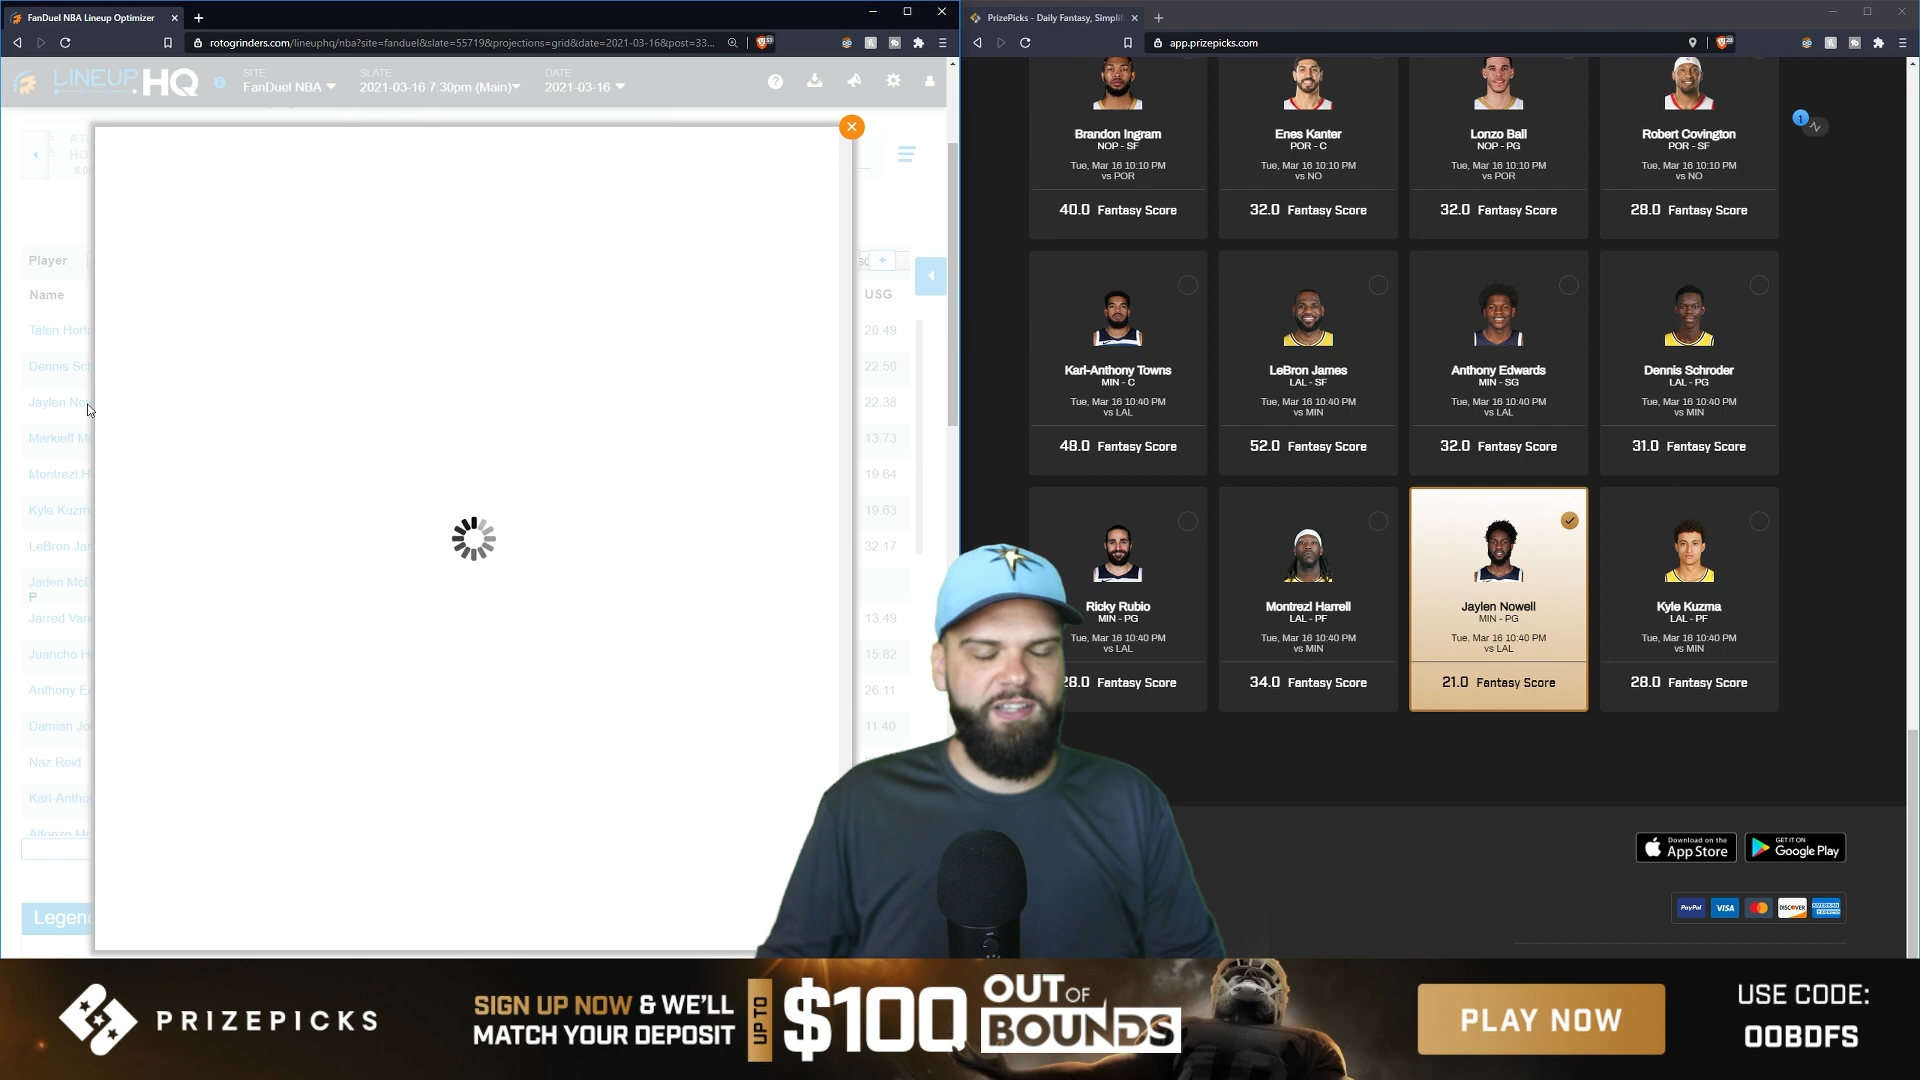 FanDuel NBA Lineup Optimizer
rotogrinders.com/lineuphq/nba?site=fanduel&slate=55719&projections=grid&date=2021-03-16&post=33...
LINEUPHQ
SITE
FanDuel NBA
SLATE
2021-03-16 7:30pm (Main)
DATE
2021-03-16
Player
Name
USG
20.49
Dennis
22.50
Jaylen
22.38
Markieff
13.73
Montrezl
19.64
Kyle
19.63
LeBron
32.17
Jaden
P
Jarred
13.49
Juancho
15.82
Anthony
26.11
Damian
11.40
Naz Reid
PrizePicks - Daily Fantasy, Simplif
app.prizepicks.com
1
Brandon Ingram
NOP - SF
Tue, Mar 16 10:10 PM
vs POR
40.0 Fantasy Score
Enes Kanter
POR - C
Tue, Mar 16 10:10 PM
vs NO
32.0 Fantasy Score
Lonzo Ball
NOP - PG
Tue, Mar 16 10:10 PM
vs POR
32.0 Fantasy Score
Robert Covington
POR - SF
Tue, Mar 16 10:10 PM
vs NO
28.0 Fantasy Score
Karl-Anthony Towns
MIN - C
Tue, Mar 16 10:40 PM
vs LAL
48.0 Fantasy Score
LeBron James
LAL - SF
Tue, Mar 16 10:40 PM
vs MIN
52.0 Fantasy Score
Anthony Edwards
MIN - SG
Tue, Mar 16 10:40 PM
vs LAL
32.0 Fantasy Score
Dennis Schroder
LAL - PG
Tue, Mar 16 10:40 PM
vs MIN
31.0 Fantasy Score
Ricky Rubio
MIN - PG
Tue, Mar 16 10:40 PM
vs LAL
28.0 Fantasy Score
Montrezl Harrell
LAL - PF
Tue, Mar 16 10:40 PM
vs MIN
34.0 Fantasy Score
Jaylen Nowell
MIN - PG
Tue, Mar 16 10:40 PM
vs LAL
21.0 Fantasy Score
Kyle Kuzma
LAL - PF
Tue, Mar 16 10:40 PM
vs MIN
28.0 Fantasy Score
Download on the
App Store
GET IT ON
Google Play
PayPal VISA DISCOVER AMERICAN EXPRESS
PRIZEPICKS
SIGN UP NOW & WE'LL
MATCH YOUR DEPOSIT
UP TO
$100
OUT OF
BOUNDS
PLAY NOW
USE CODE:
OOBDFS